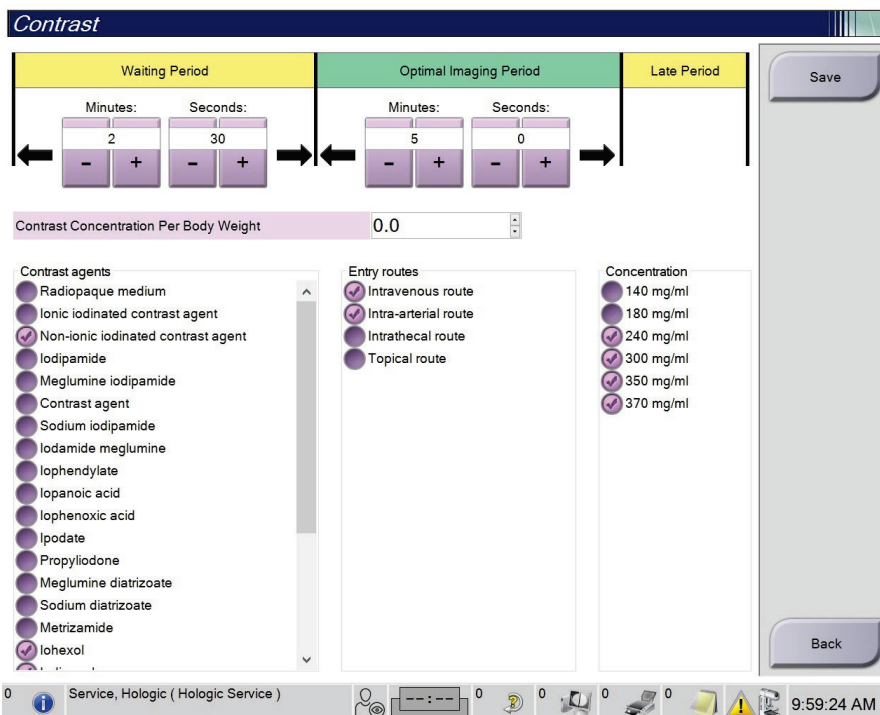 Contrast
Waiting Period
Optimal Imaging Period
Late Period
Save
Minutes:
Seconds:
Minutes:
Seconds:
2
30
5
0
- + - + - + - +
Contrast Concentration Per Body Weight
0.0
Contrast agents
Radiopaque medium
Ionic iodinated contrast agent
Non-ionic iodinated contrast agent
Iodipamide
Meglumine iodipamide
Contrast agent
Sodium iodipamide
Iodamide meglumine
Iophendylate
Iopanoic acid
Iophenoxic acid
Ipodate
Propyliodone
Meglumine diatrizoate
Sodium diatrizoate
Metrizamide
Iohexol
Entry routes
Intravenous route
Intra-arterial route
Intrathecal route
Topical route
Concentration
140 mg/ml
180 mg/ml
240 mg/ml
300 mg/ml
350 mg/ml
370 mg/ml
Back
0 Service, Hologic ( Hologic Service ) --:-- 0 0 0 9:59:24 AM